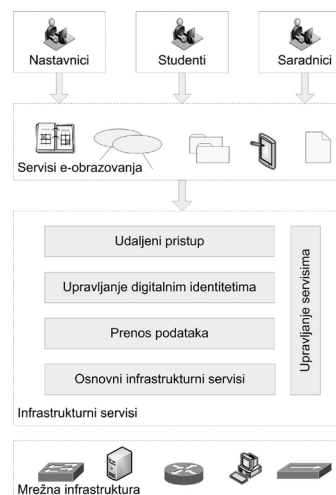 Nastavnici
Studenti
Saradnici
Servisi e-obrazovanja
Udaljeni pristup
Upravljanje digitalnim identitetima
Prenos podataka
Osnovni infrastrukturni servisi
Upravljanje servisima
Infrastrukturni servisi
Mrežna infrastruktura